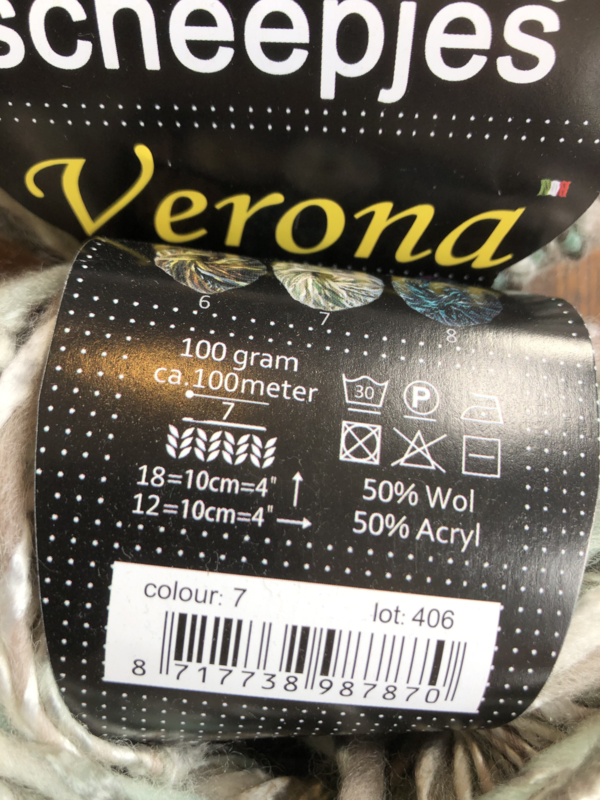 scheepjes
Verona
6 7 8
100 gram
ca.100meter
7
30 P
18=10cm=4"
12=10cm=4"
50% Wol
50% Acryl
colour: 7
lot: 406
8 717738 987870